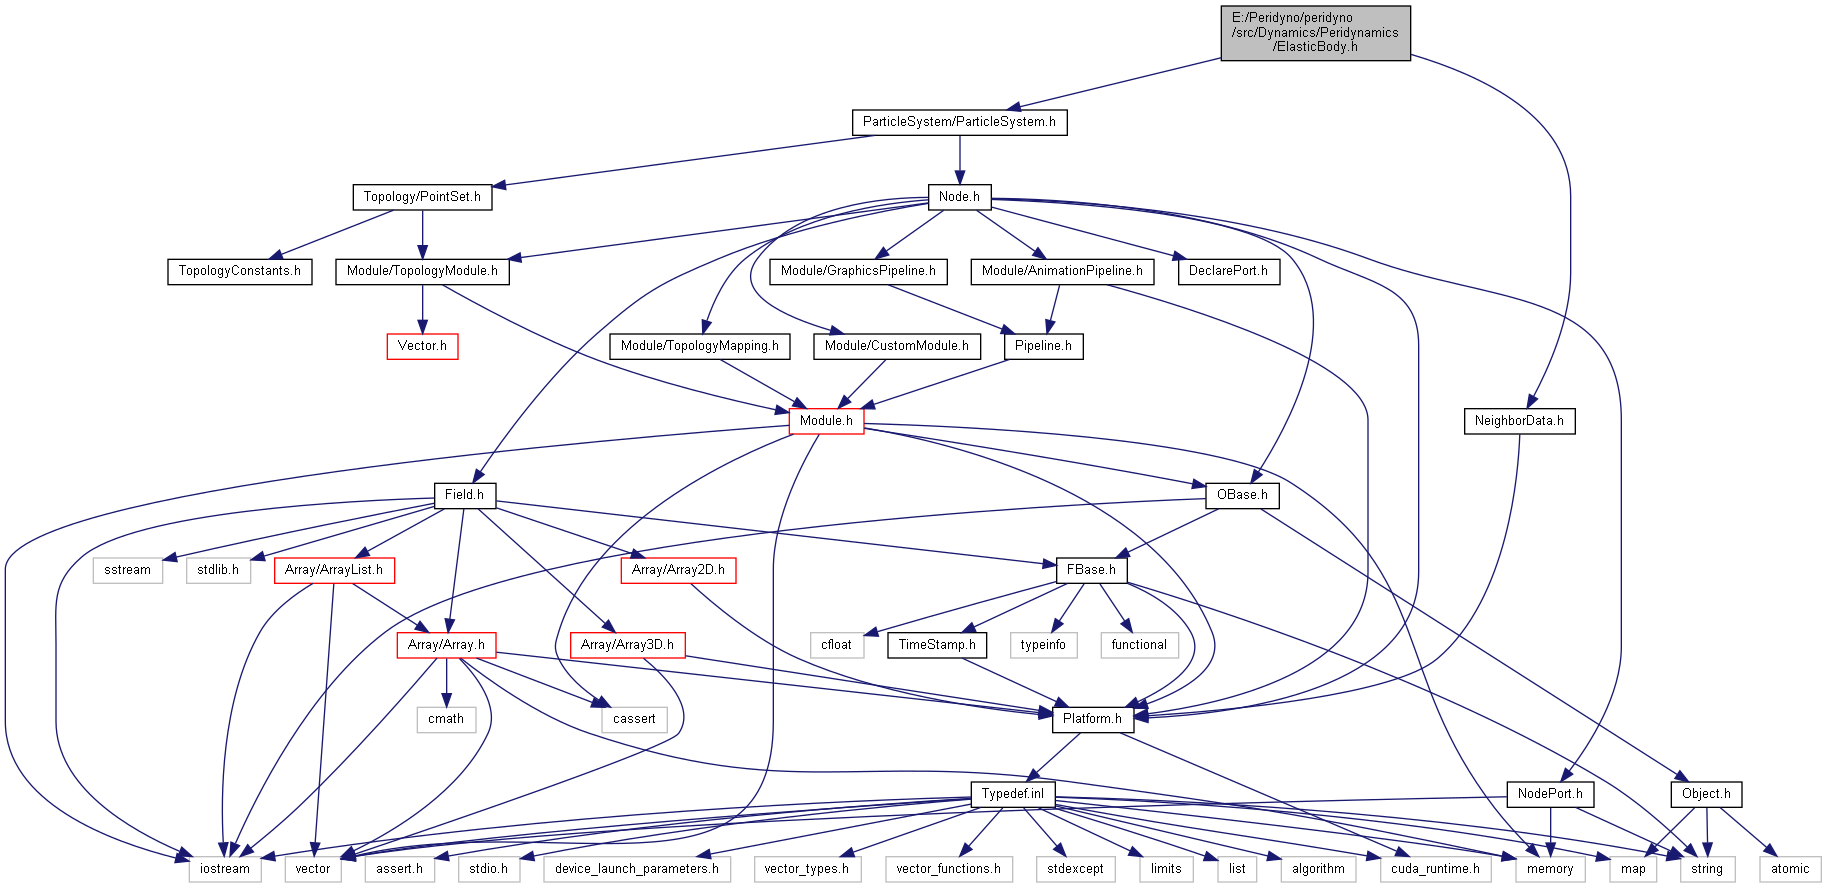 E:/Peridyno/peridyno
/src/Dynamics/Peridynamics
/ElasticBody.h
ParticleSystem/ParticleSystem.h
Topology/PointSet.h
Node.h
TopologyConstants.h
Module/TopologyModule.h
Module/GraphicsPipeline.h
Module/AnimationPipeline.h
DeclarePort.h
Vector.h
Module/TopologyMapping.h
Module/CustomModule.h
Pipeline.h
Module.h
NeighborData.h
Field.h
OBase.h
sstream
stdlib.h
Array/ArrayList.h
Array/Array2D.h
FBase.h
Array/Array.h
Array/Array3D.h
cfloat
TimeStamp.h
typeinfo
functional
cmath
cassert
Platform.h
Typedef.inl
NodePort.h
Object.h
iostream
vector
assert.h
stdio.h
device_launch_parameters.h
vector_types.h
vector_functions.h
stdexcept
limits
list
algorithm
cuda_runtime.h
memory
map
string
atomic